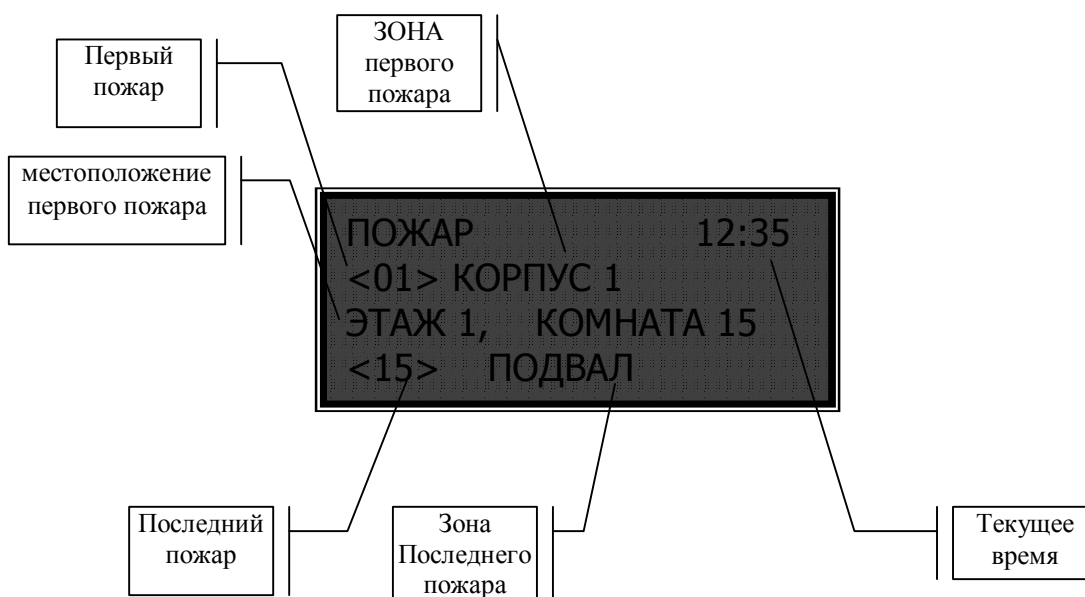 ЗОНА
первого
пожара
Первый
пожар
местоположение
первого пожара
ПОЖАР 12:35
<01> КОРПУС 1
ЭТАЖ 1, КОМНАТА 15
<15> ПОДВАЛ
Последний
пожар
Зона
Последнего
пожара
Текущее
время